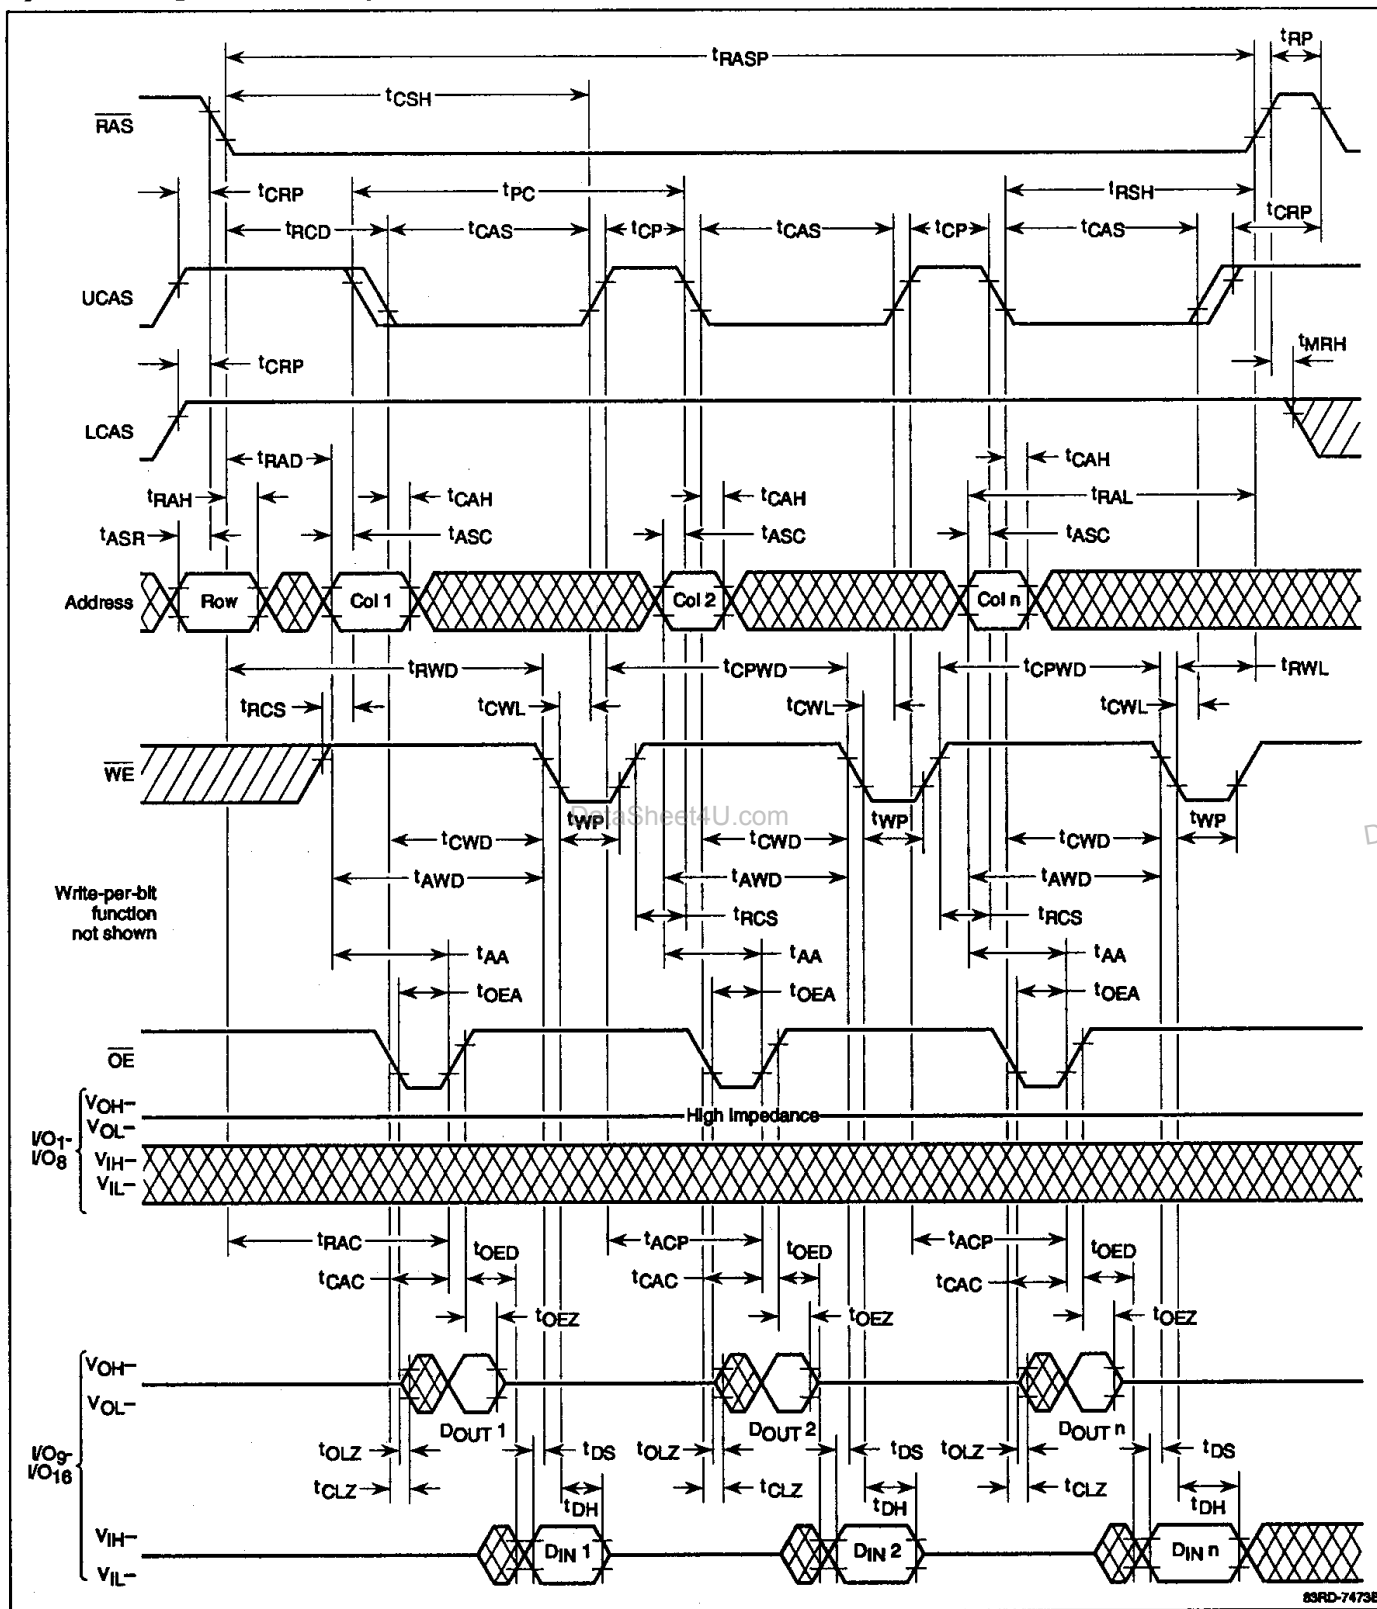 tRASP
tRP
tCSH
RAS
tCRP
tPC
tRSH
tCRP
tRCD
tCAS
tCP
tCAS
tCP
tCAS
UCAS
tCRP
tMRH
LCAS
tRAD
tCAH
tRAH
tCAH
tCAH
tRAL
tASR
tASC
tASC
tASC
Address
Row
Col 1
Col 2
Col n
tRWD
tCPWD
tCPWD
tRWL
tRCS
tCWL
tCWL
tCWL
WE
DataSheet4U.com
tWP
tWP
tWP
D
tCWD
tCWD
tCWD
tAWD
tAWD
tAWD
Write-per-bit
function
not shown
tRCS
tRCS
tAA
tAA
tAA
tOEA
tOEA
tOEA
OE
VOH–
High Impedance
VOL–
I/O1-
I/O8
VIH–
VIL–
tRAC
tACP
tACP
tOED
tOED
tOED
tCAC
tCAC
tCAC
tOEZ
tOEZ
tOEZ
VOH–
VOL–
DOUT 1
DOUT 2
DOUT n
I/O9-
I/O16
tOLZ
tDS
tOLZ
tDS
tOLZ
tDS
tCLZ
tCLZ
tCLZ
tDH
tDH
tDH
VIH–
VIL–
DIN 1
DIN 2
DIN n
83RD-7473B